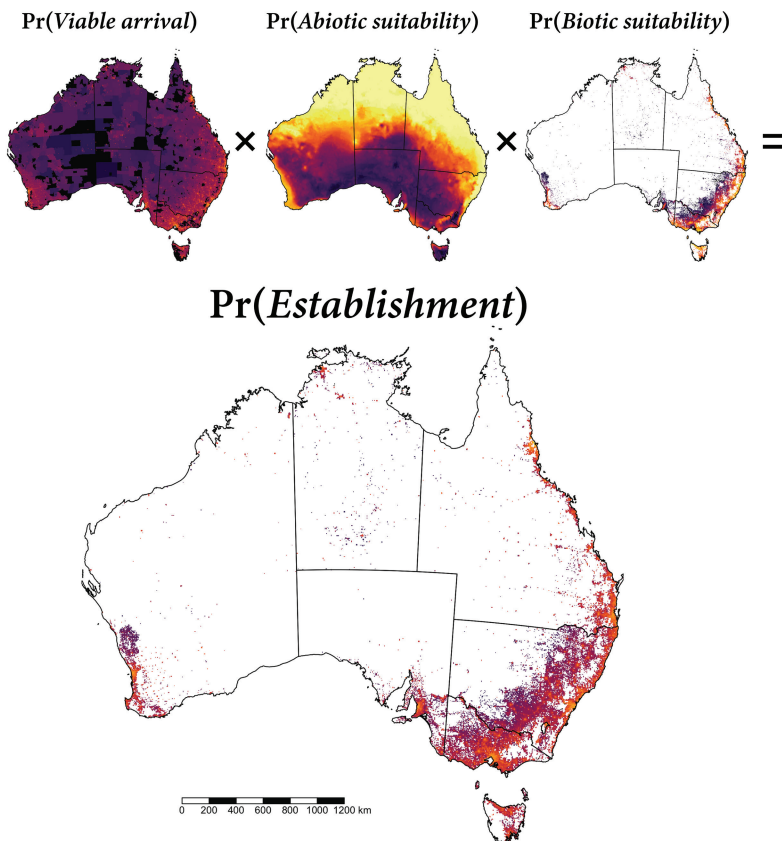 Pr(Viable arrival) Pr(Abiotic suitability) Pr(Biotic suitability)
× × =
Pr(Establishment)
0 200 400 600 800 1000 1200 km